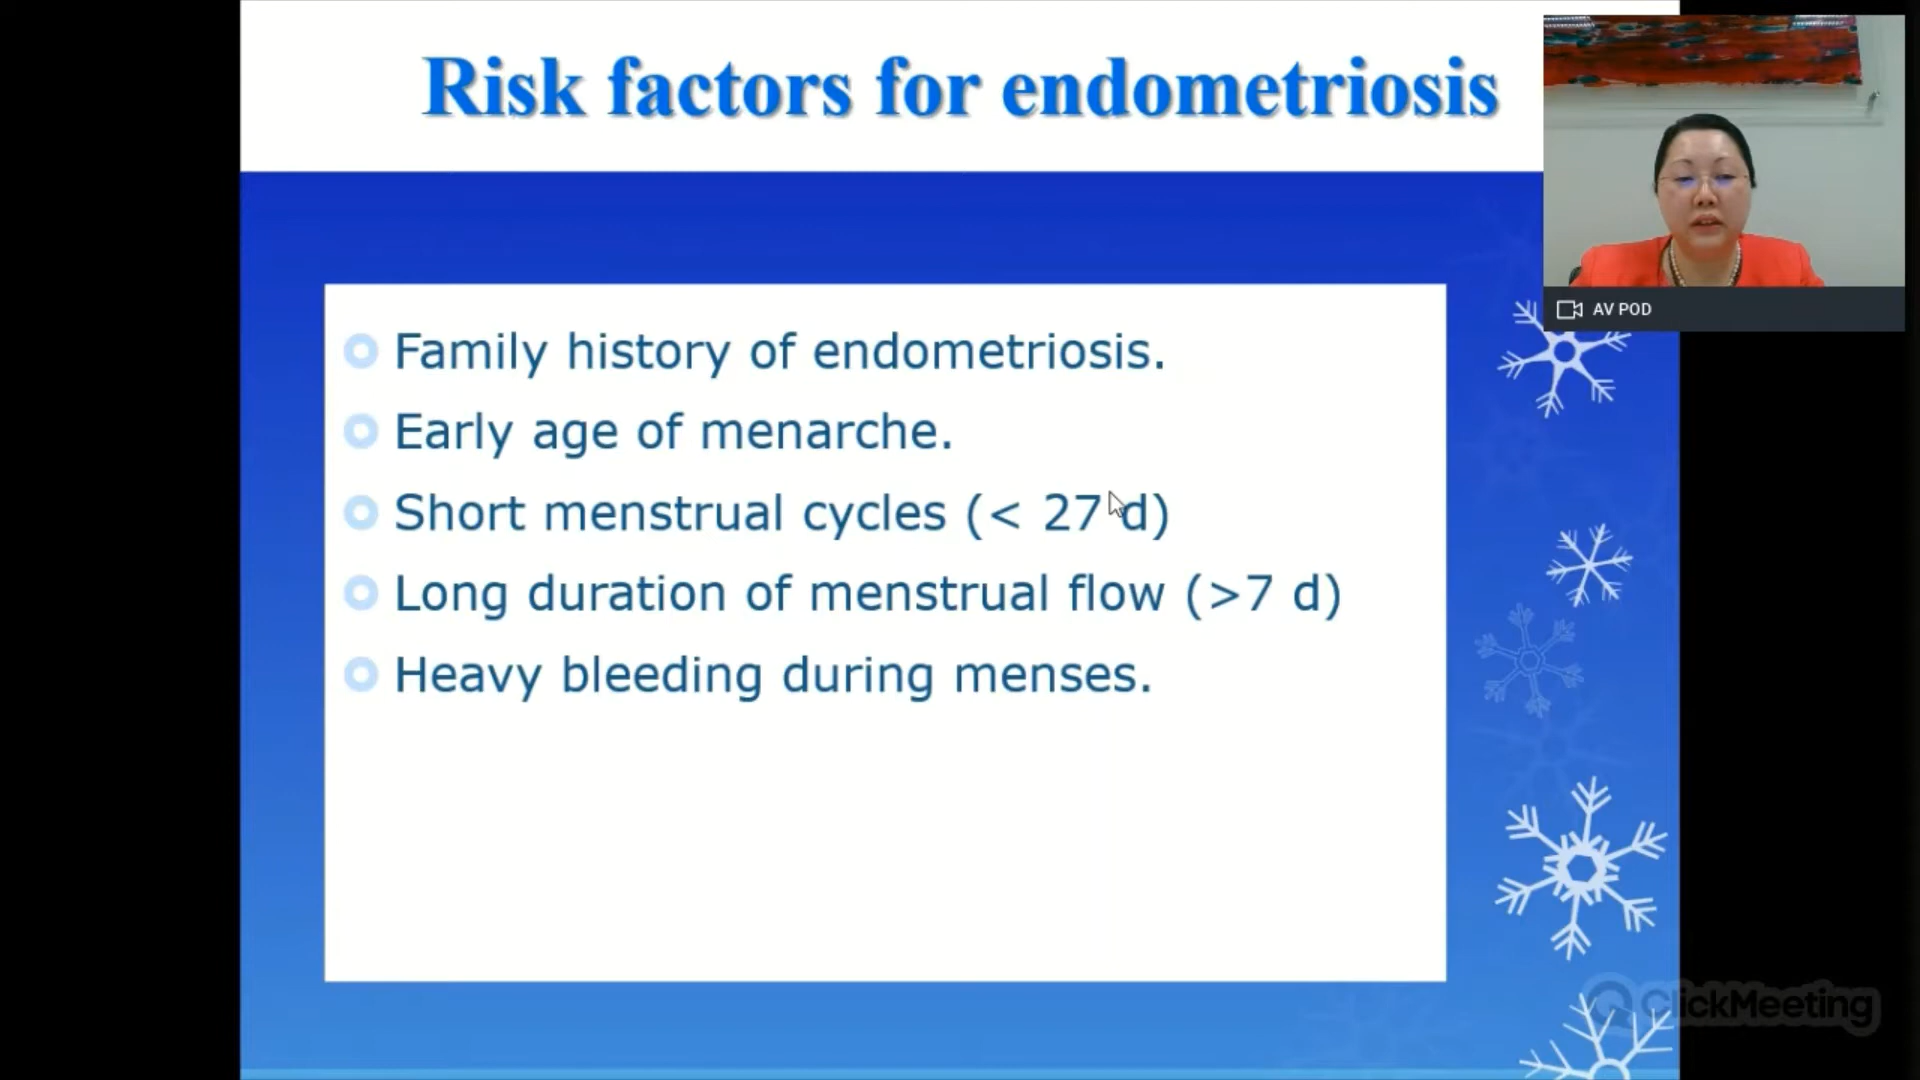 Risk factors for endometriosis
AV POD
Family history of endometriosis.
Early age of menarche.
Short menstrual cycles (< 27 d)
Long duration of menstrual flow (>7 d)
Heavy bleeding during menses.
ClickMeeting